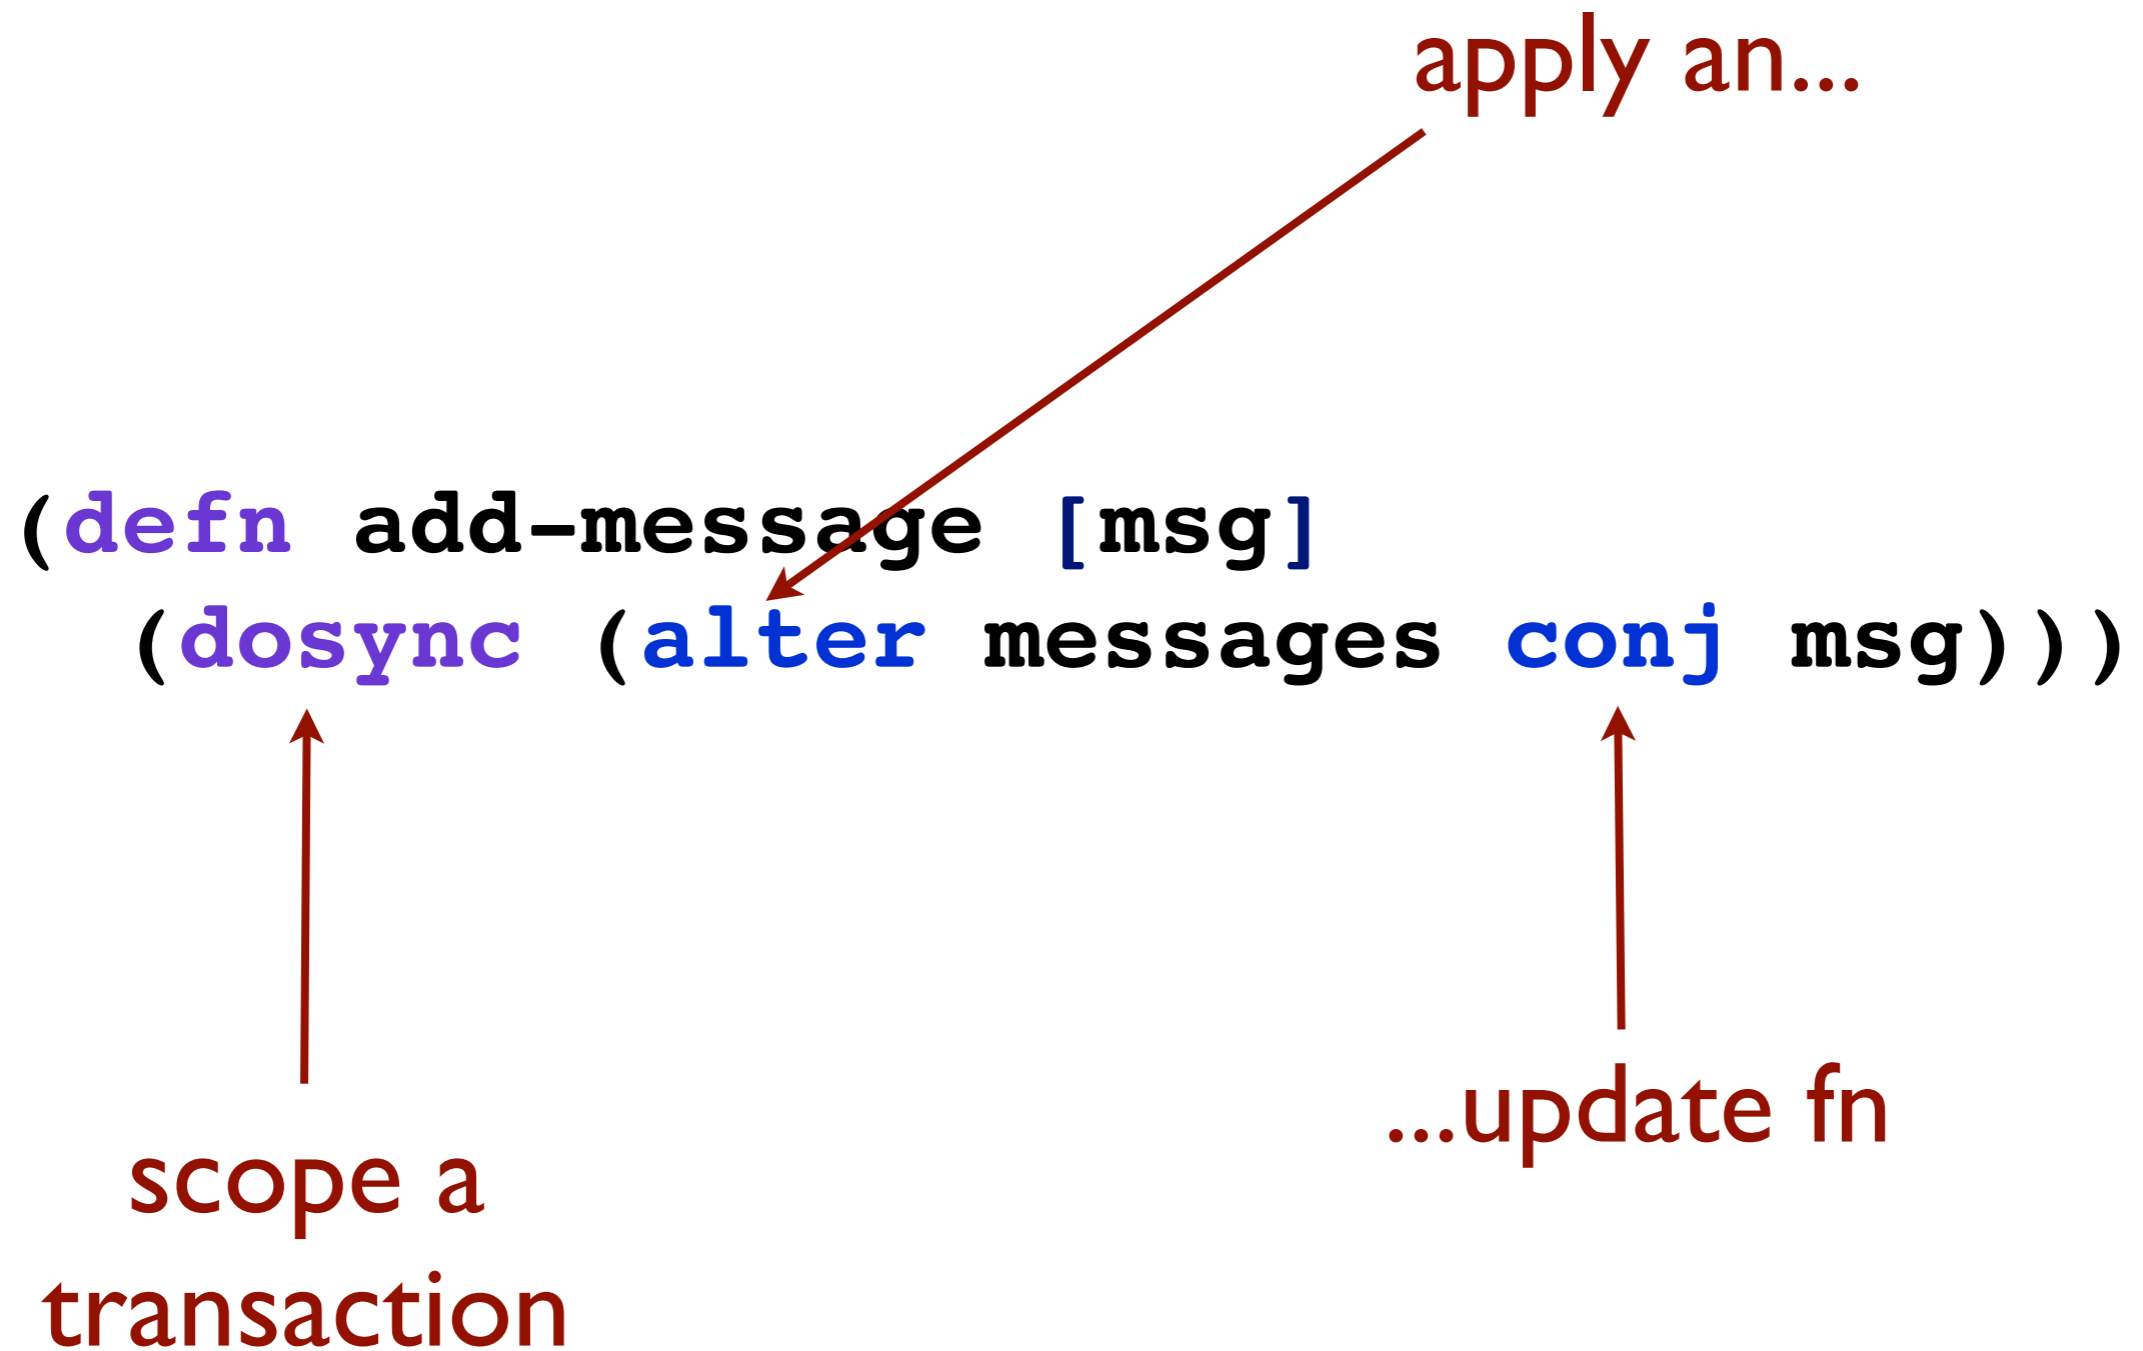 apply an...
(defn add-message [msg]
(dosync (alter messages conj msg)))
...update fn
scope a
transaction